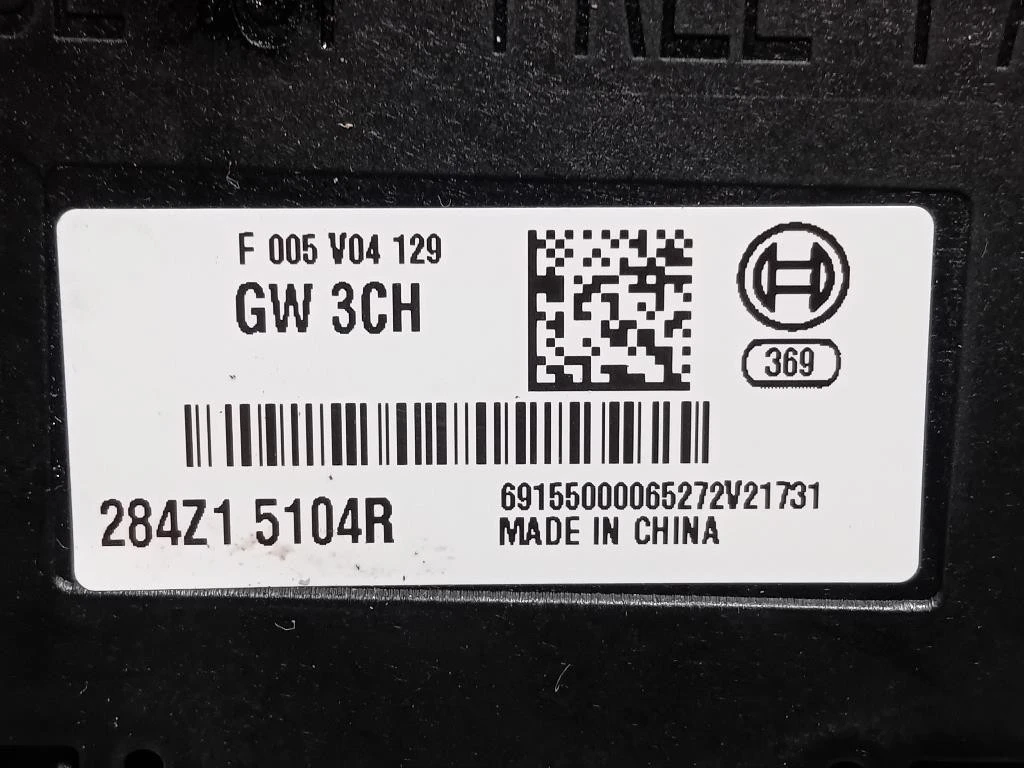 F 005 V04 129
GW 3CH
369
284Z1 5104R
69155000065272V21731
MADE IN CHINA